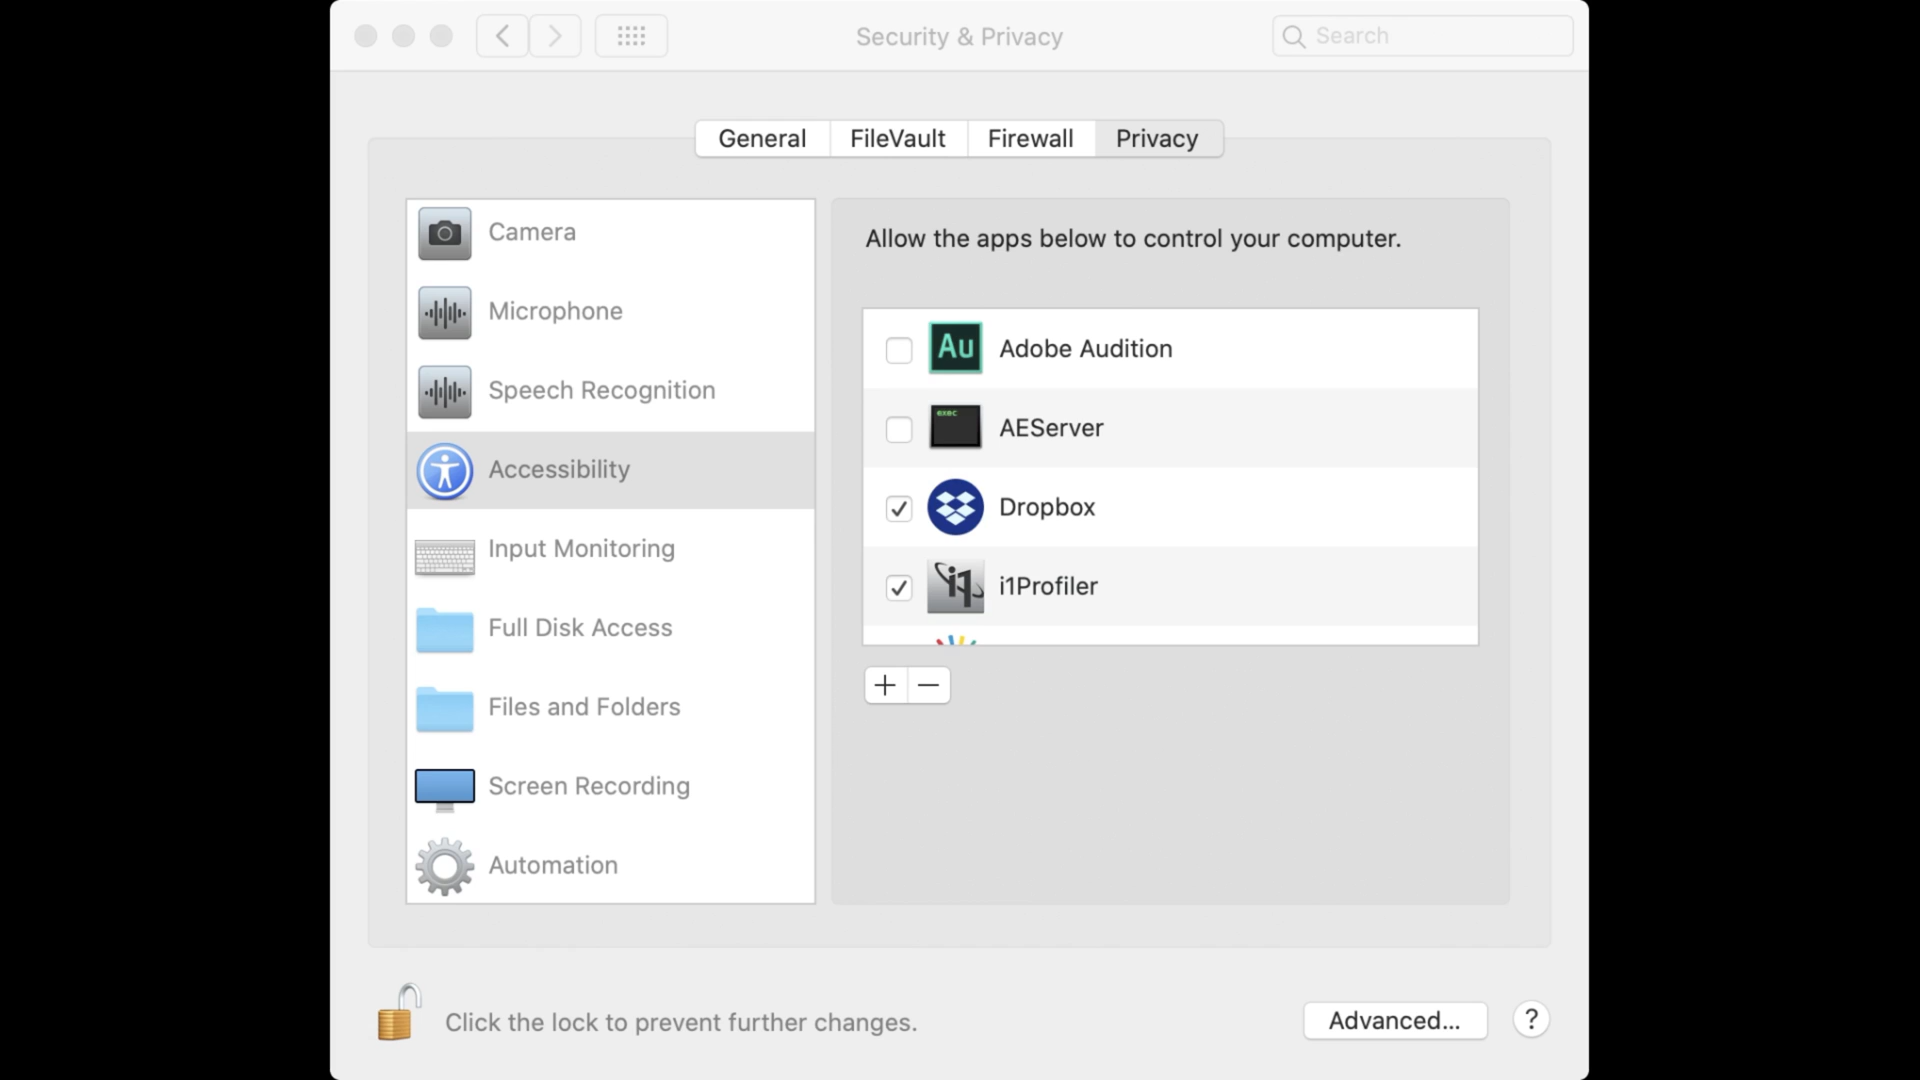 Security & Privacy
Search
General
FileVault
Firewall
Privacy
Camera
Microphone
Speech Recognition
Accessibility
Input Monitoring
Full Disk Access
Files and Folders
Screen Recording
Automation
Allow the apps below to control your computer.
Au Adobe Audition
exec AEServer
Dropbox
i1 i1Profiler
Click the lock to prevent further changes.
Advanced...
?